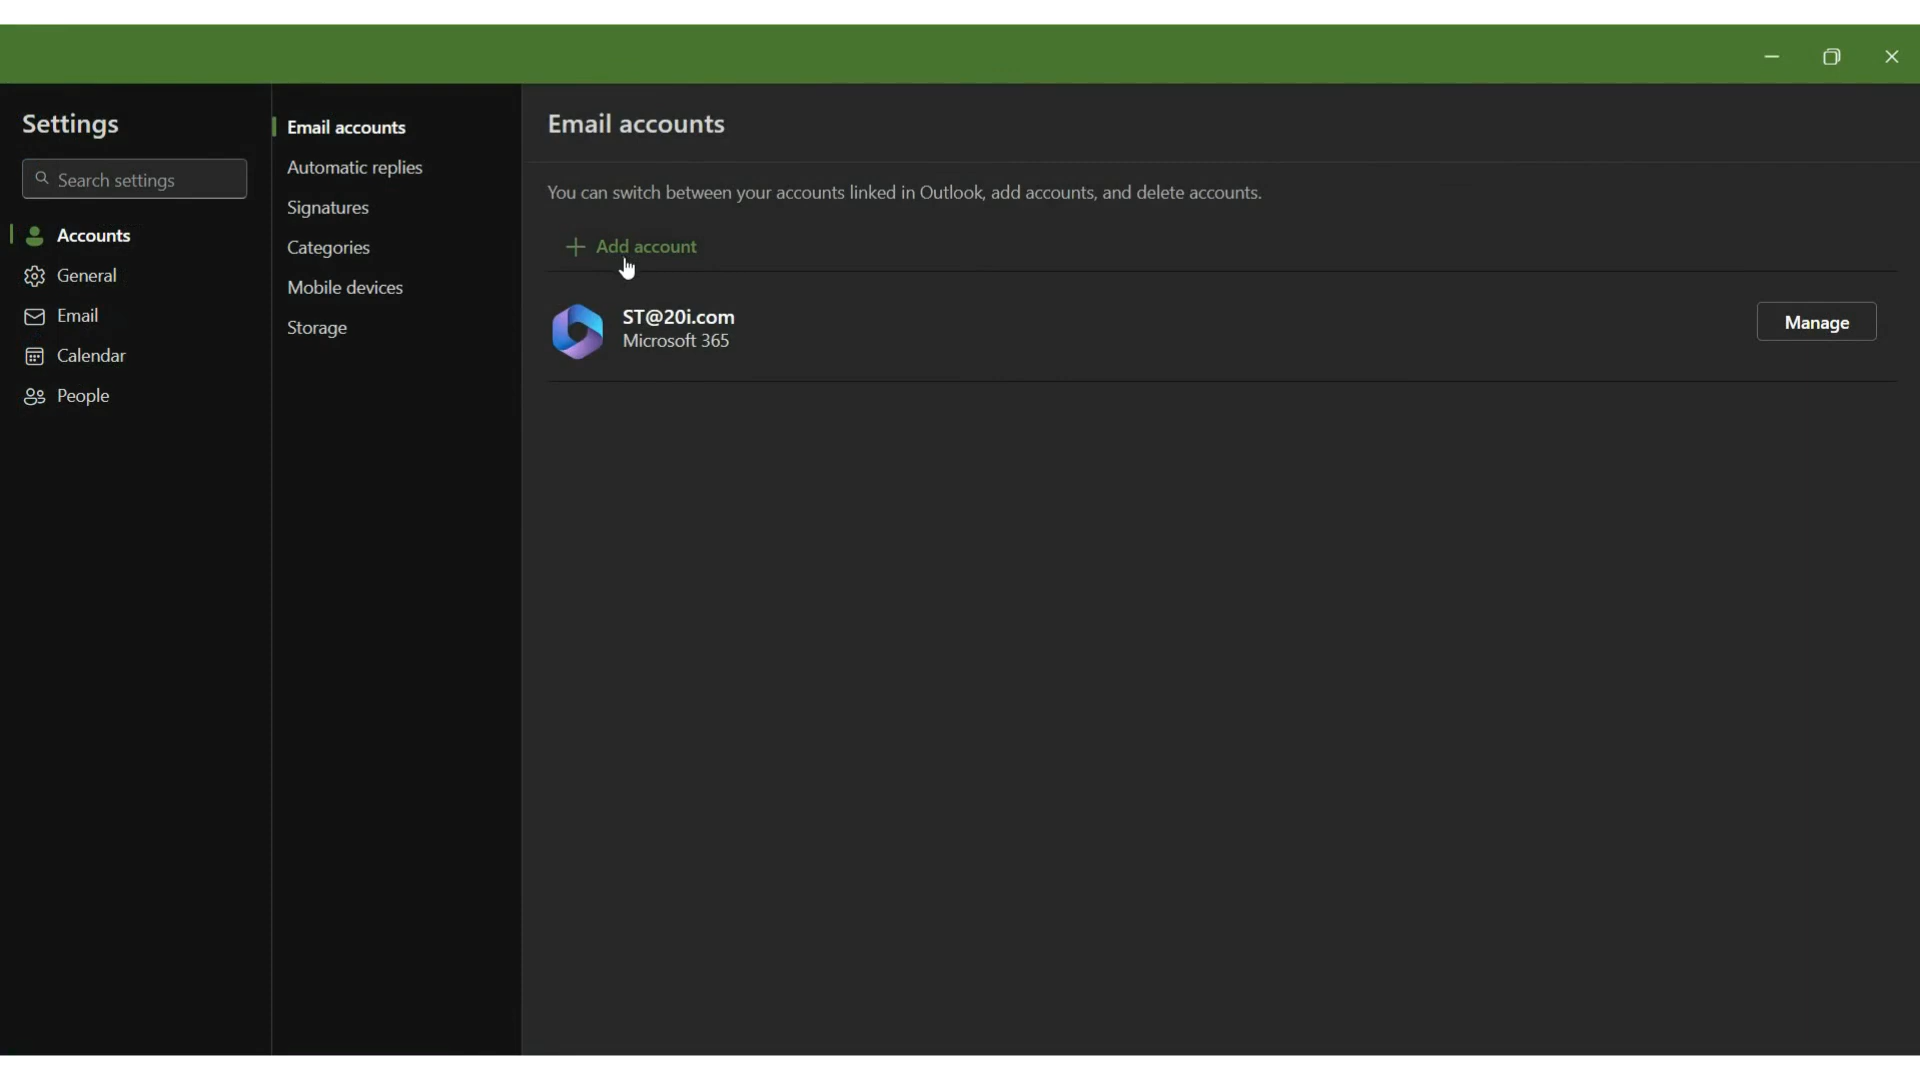 Settings
Search settings
Accounts
General
Email
Calendar
People
Email accounts
Automatic replies
Signatures
Categories
Mobile devices
Storage
Email accounts
You can switch between your accounts linked in Outlook, add accounts, and delete accounts.
Add account
ST@20i.com
Microsoft 365
Manage